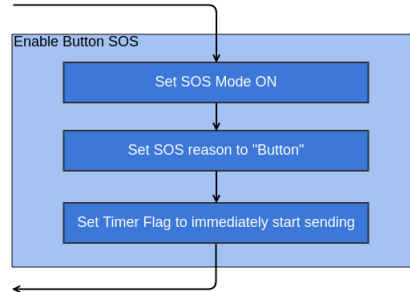 Enable Button SOS
Set SOS Mode ON
Set SOS reason to "Button"
Set Timer Flag to immediately start sending